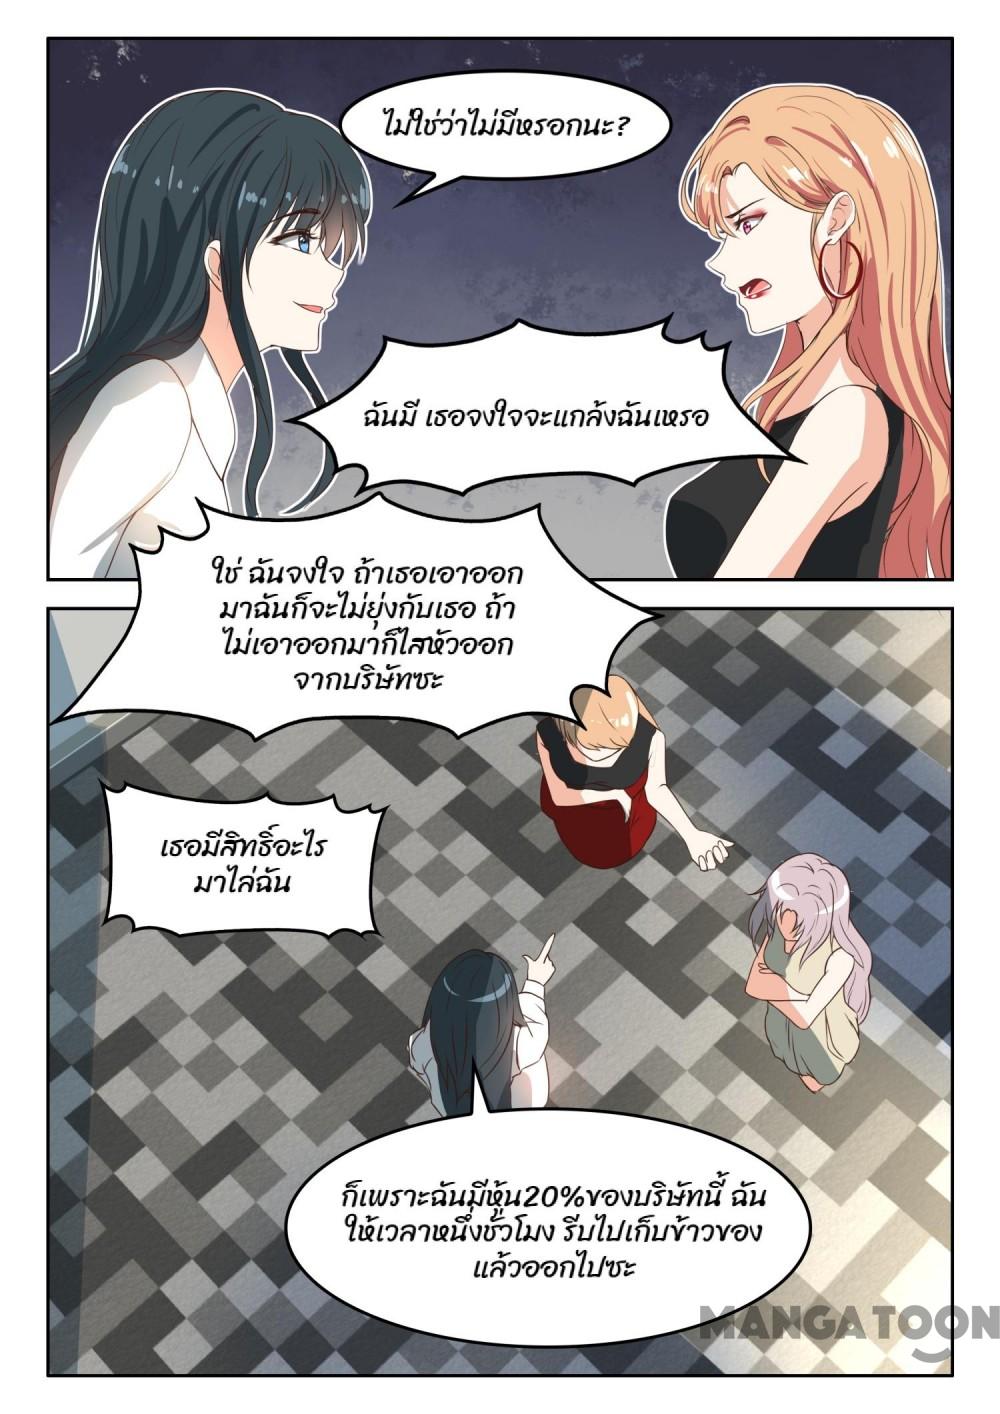 ไม่ใช่ว่าไม่มีหรอกนะ?
ฉันมี เธอจงใจจะแกล้งฉันเหรอ
ใช่ ฉันจงใจ ถ้าเธอเอาออก
มาฉันก็จะไม่ยุ่งกับเธอ ถ้า
ไม่เอาออกมาก็ไสหัวออก
จากบริษัทซะ
เธอมีสิทธิ์อะไร
มาไล่ฉัน
ก็เพราะฉันมีหุ้น20%ของบริษัทนี้ ฉัน
ให้เวลาหนึ่งชั่วโมง รีบไปเก็บข้าวของ
แล้วออกไปซะ
MANGATOON